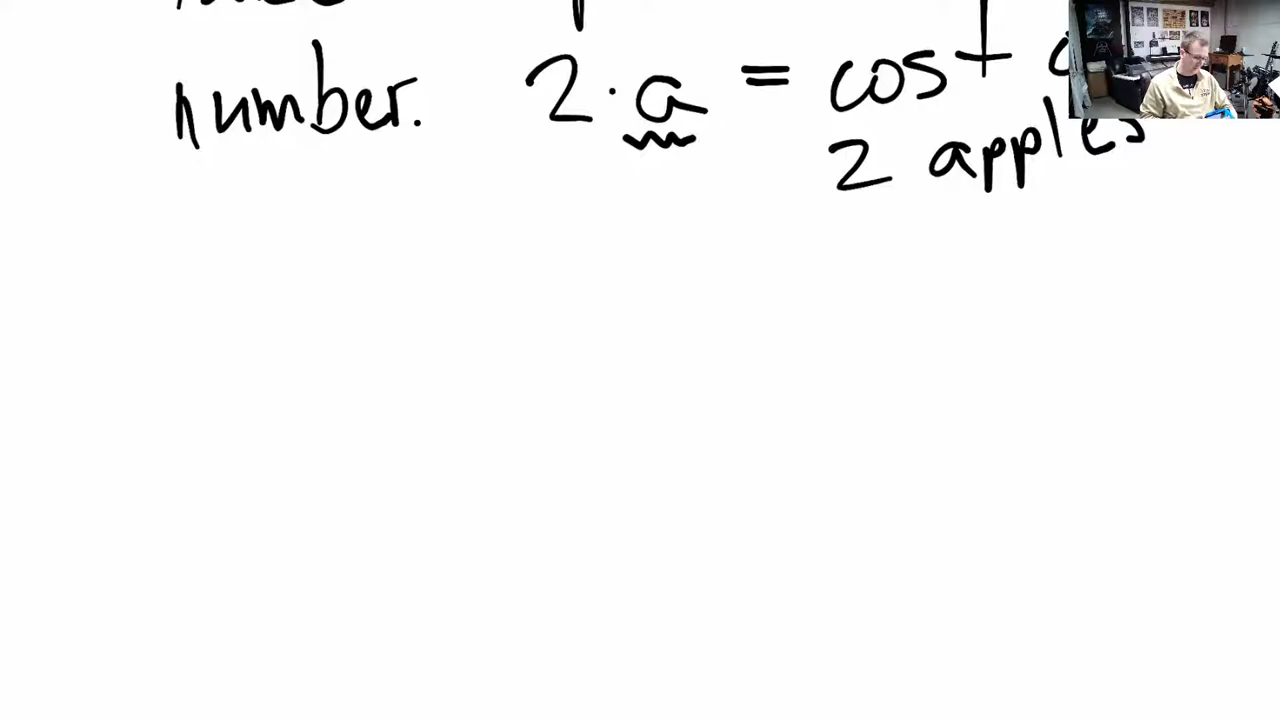 number. 2 · a = cost
2 apples